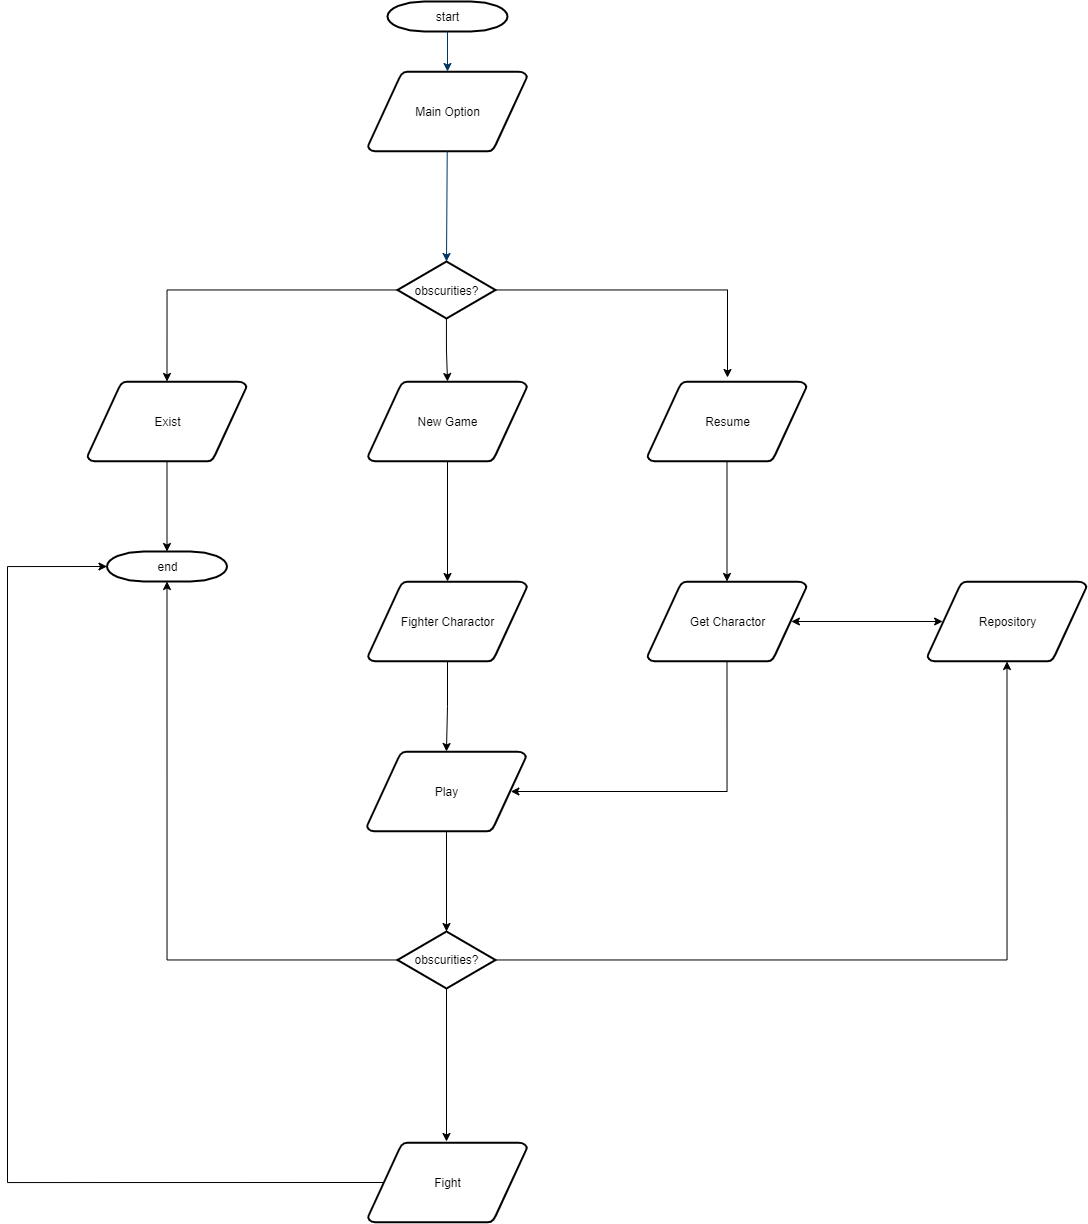 start
Main Option
obscurities?
Exist
New Game
Resume
end
Fighter Charactor
Get Charactor
Repository
Play
obscurities?
Fight